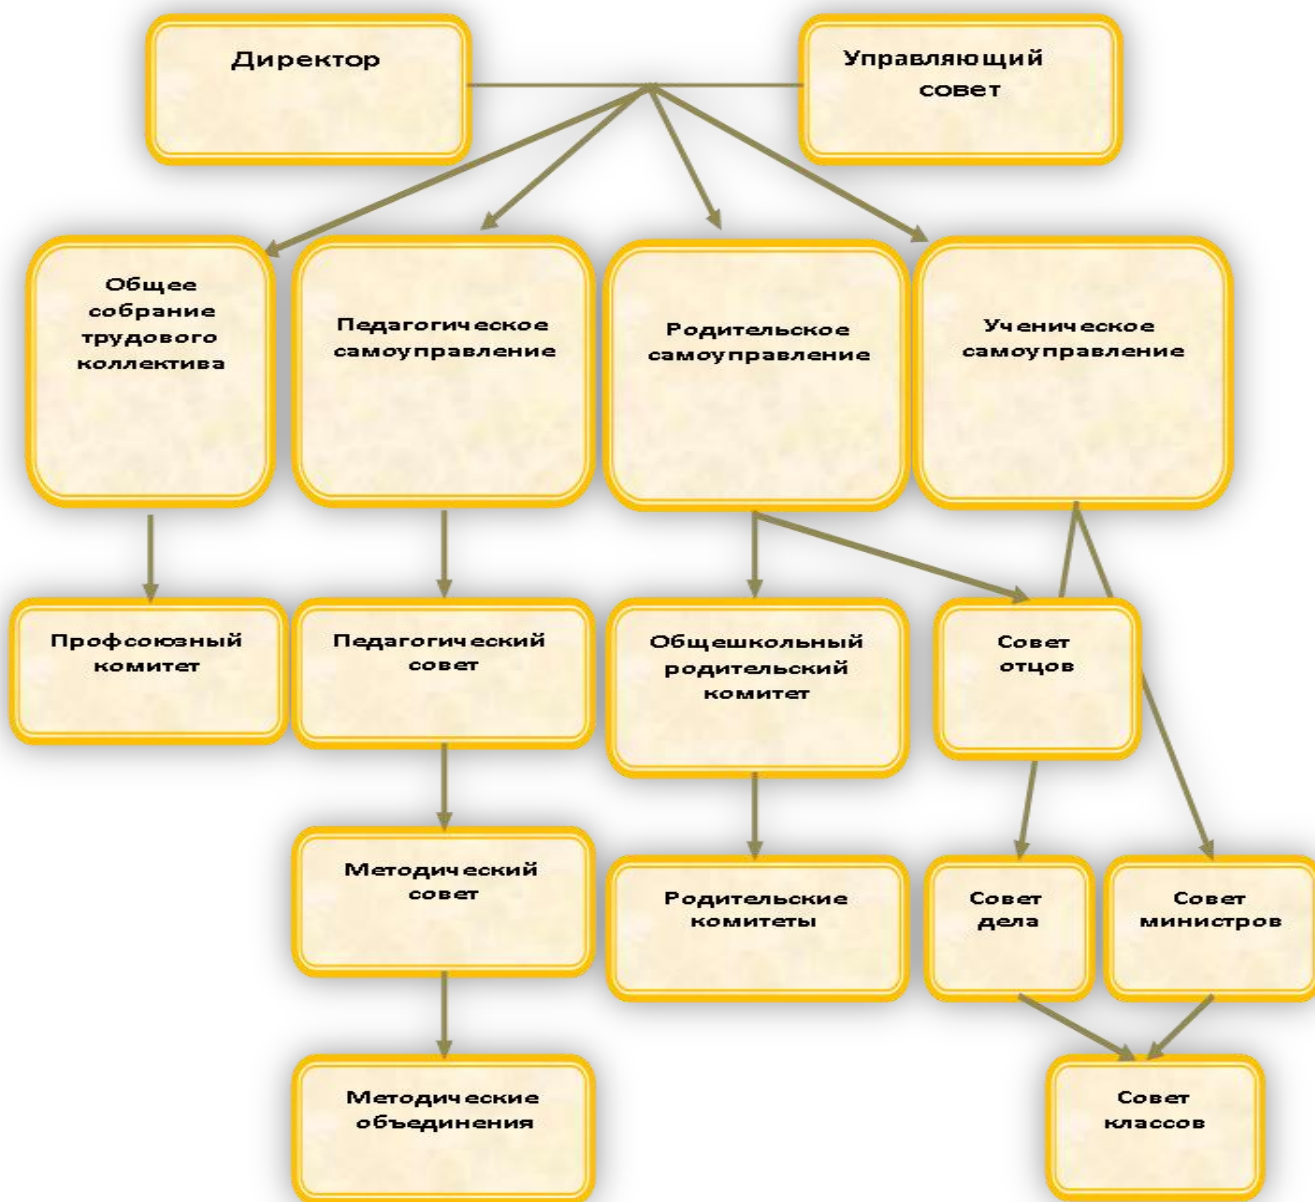 Директор
Управляющий
совет
Общее
собрание
трудового
коллектива
Педагогическое
самоуправление
Родительское
самоуправление
Ученическое
самоуправление
Профсоюзный
комитет
Педагогический
совет
Общешкольный
родительский
комитет
Совет
отцов
Методический
совет
Родительские
комитеты
Совет
дела
Совет
министров
Методические
объединения
Совет
классов